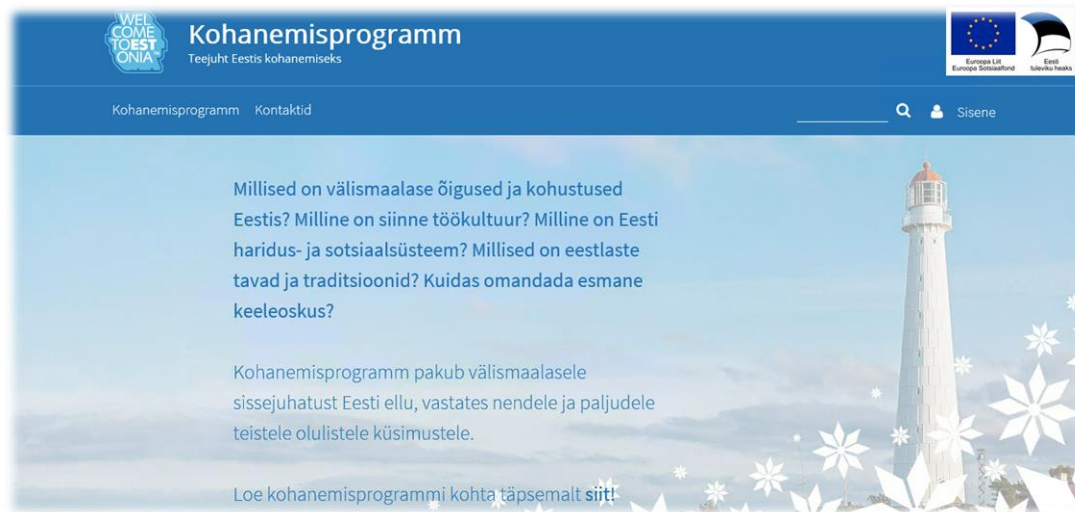 WEL
COME
TO EST
ONIA
Kohanemisprogramm
Teejuht Eestis kohanemiseks
Euroopa Liit
Euroopa Sotsiaalfond
Eesti
tuleviku heaks
Kohanemisprogramm Kontaktid
Sisene
Millised on välismaalase õigused ja kohustused
Eestis? Milline on siinne töökultuur? Milline on Eesti
haridus- ja sotsiaalsüsteem? Millised on eestlaste
tavad ja traditsioonid? Kuidas omandada esmane
keeleoskus?
Kohanemisprogramm pakub välismaalasele
sissejuhatust Eesti ellu, vastates nendele ja paljudele
teistele olulistele küsimustele.
Loe kohanemisprogrammi kohta täpsemalt siit!